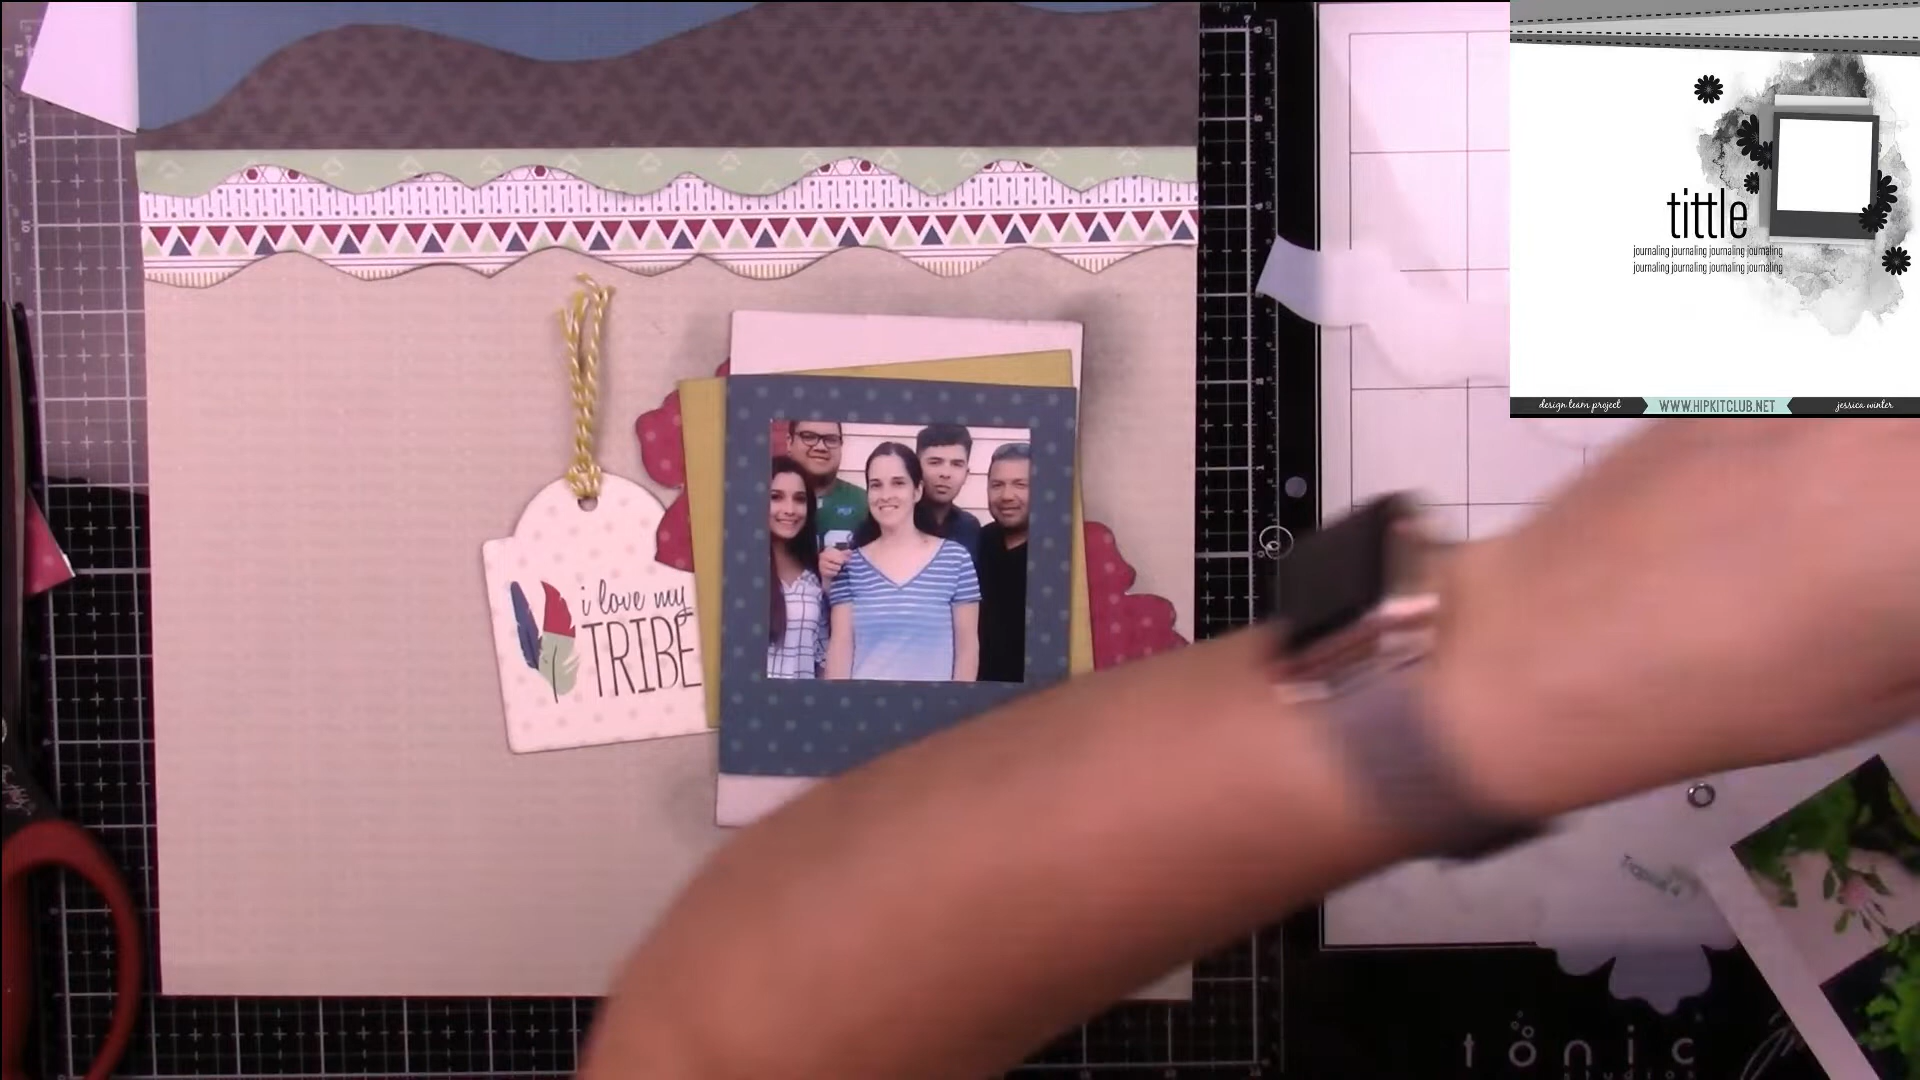 tittle
journaling journaling journaling journaling
journaling journaling journaling journaling
design team project
WWW.HIPKITCLUB.NET
jessica winter
i love my
TRIBE
tonic
studios